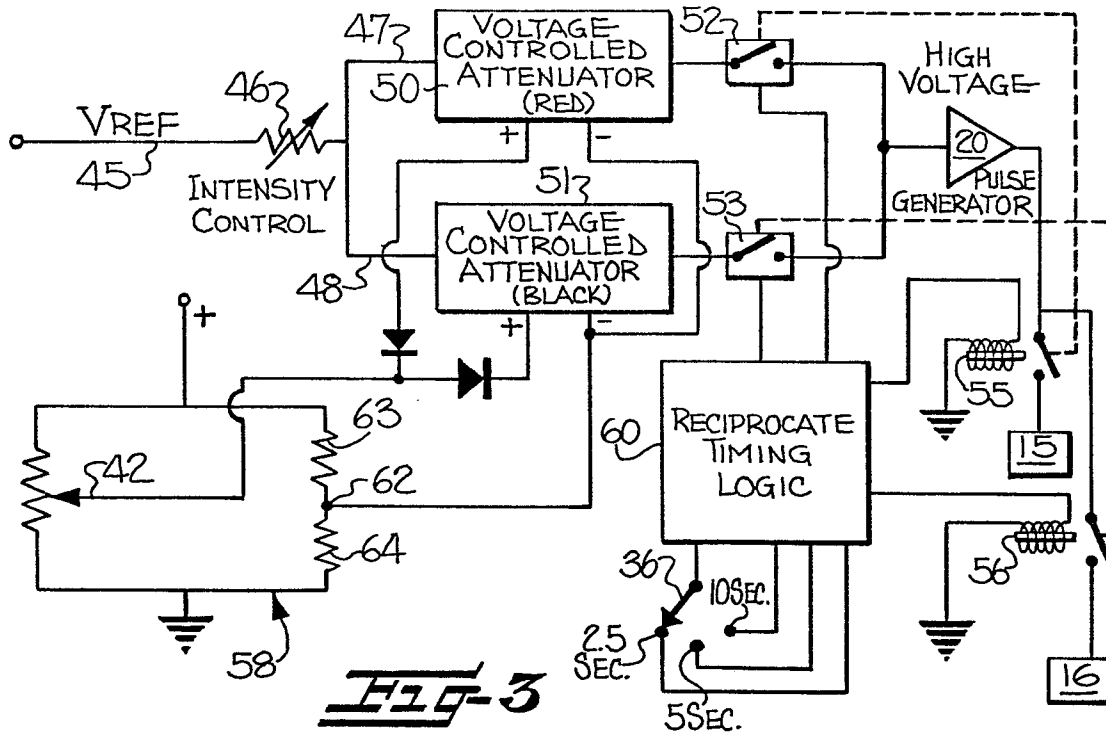 47
VOLTAGE
CONTROLLED
ATTENUATOR
(RED)
50
+
-
52
HIGH
VOLTAGE
20
PULSE
GENERATOR
VREF
45
46
INTENSITY
CONTROL
51
VOLTAGE
CONTROLLED
ATTENUATOR
(BLACK)
48
+
-
53
+
42
63
62
64
58
60
RECIPROCATE
TIMING
LOGIC
55
15
56
16
36
10SEC.
2.5
SEC.
5SEC.
FIG-3